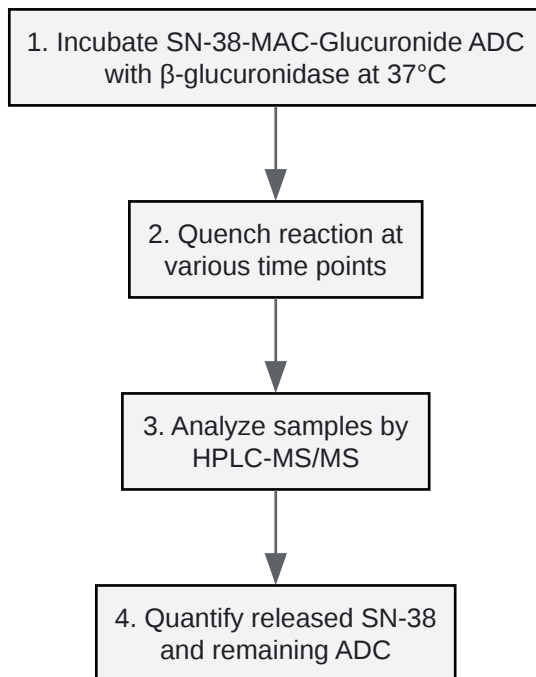 1. Incubate SN-38-MAC-Glucuronide ADC
with β-glucuronidase at 37°C
2. Quench reaction at
various time points
3. Analyze samples by
HPLC-MS/MS
4. Quantify released SN-38
and remaining ADC